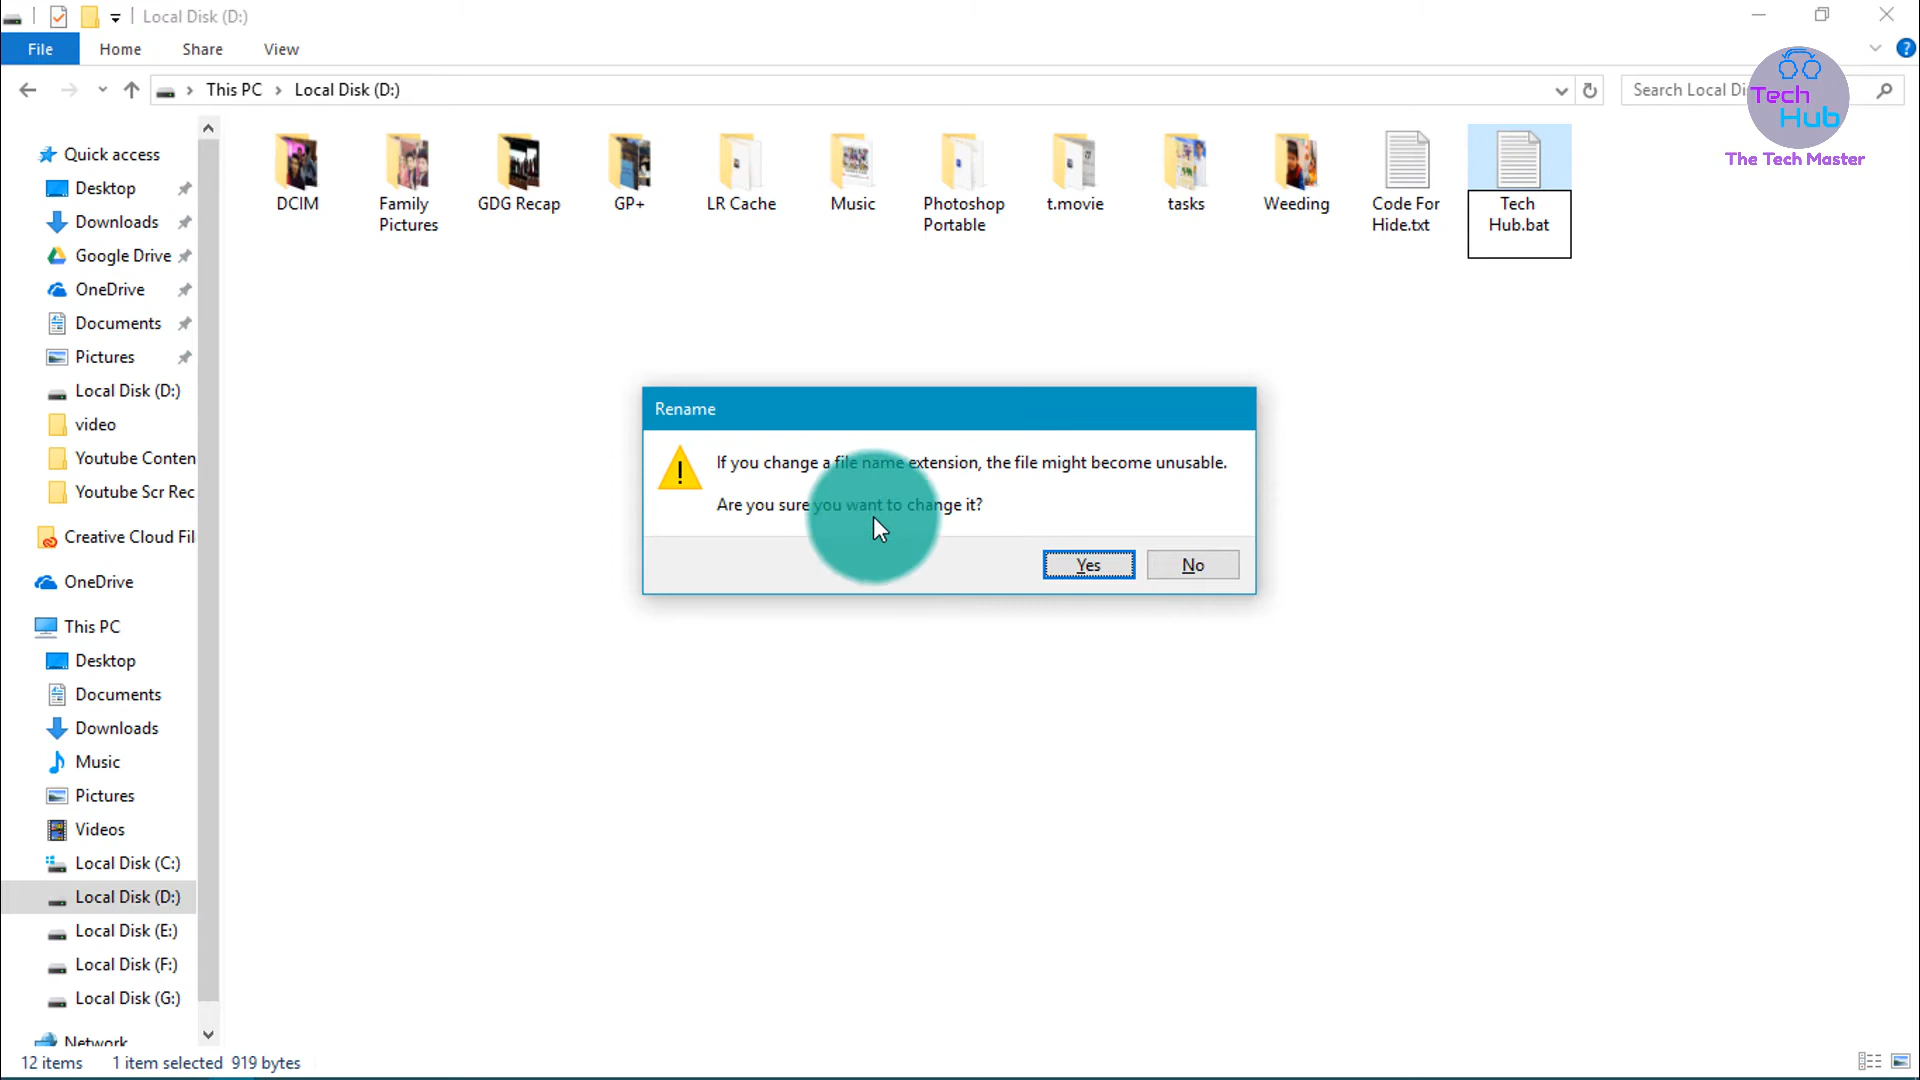 Local Disk (D:)
File Home Share View
This PC Local Disk (D:)
Search Local Di
Tech
Hub
The Tech Master
Quick access
Desktop
Downloads
Google Drive
OneDrive
Documents
Pictures
Local Disk (D:)
video
Youtube Conten
Youtube Scr Rec
Creative Cloud Fil
OneDrive
This PC
Desktop
Documents
Downloads
Music
Pictures
Videos
Local Disk (C:)
Local Disk (D:)
Local Disk (E:)
Local Disk (F:)
Local Disk (G:)
Network
DCIM
Family
Pictures
GDG Recap
GP+
LR Cache
Music
Photoshop
Portable
t.movie
tasks
Weeding
Code For
Hide.txt
Tech
Hub.bat
Rename
If you change a file name extension, the file might become unusable.
Are you sure you want to change it?
Yes No
12 items 1 item selected 919 bytes